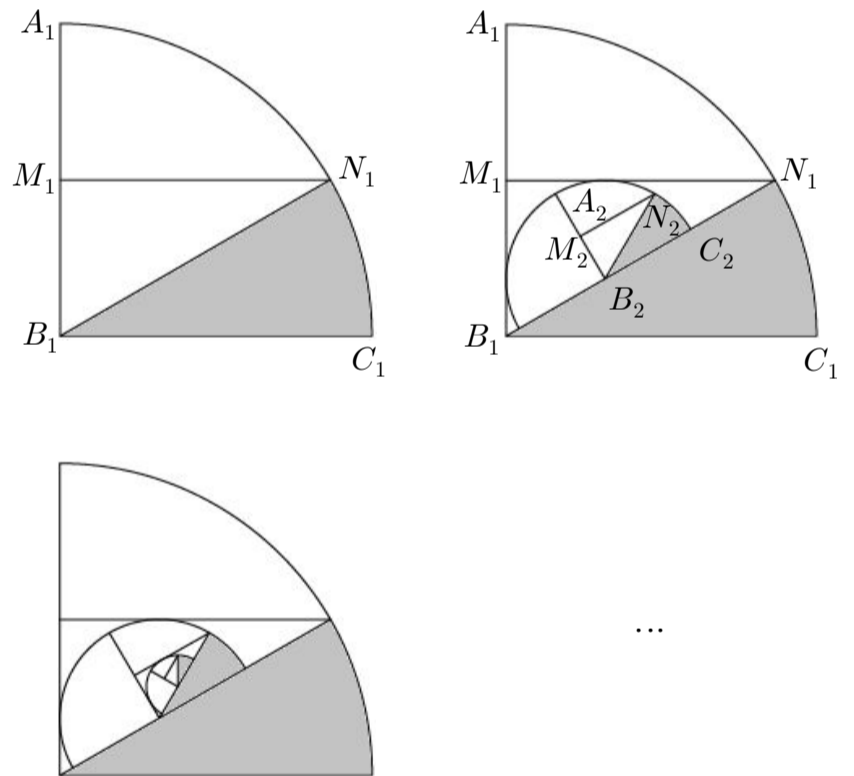 A₁
M₁
N₁
B₁
C₁
A₁
M₁
N₁
A₂
N₂
M₂
C₂
B₂
B₁
C₁
...